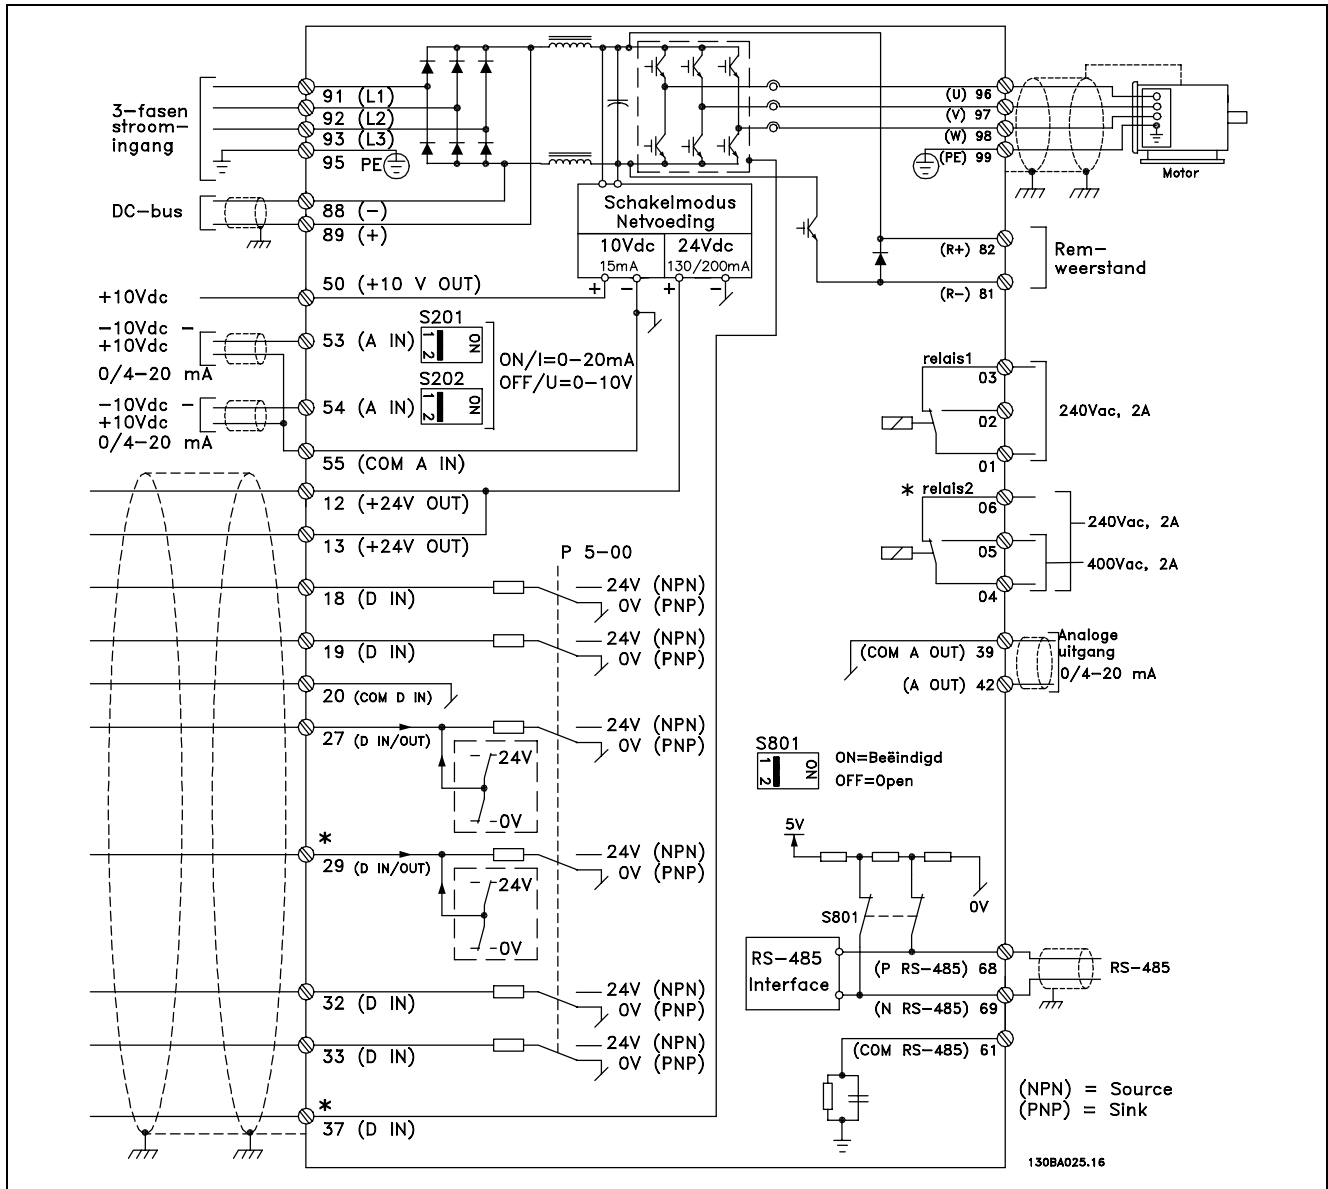 3-fasen
stroom-
ingang
91 (L1)
92 (L2)
93 (L3)
95 PE
DC-bus
88 (-)
89 (+)
+10Vdc
50 (+10 V OUT)
-10Vdc -
+10Vdc
0/4-20 mA
53 (A IN)
S201
1 2
ON
ON/I=0-20mA
OFF/U=0-10V
-10Vdc -
+10Vdc
0/4-20 mA
54 (A IN)
S202
1 2
ON
55 (COM A IN)
12 (+24V OUT)
13 (+24V OUT)
P 5-00
18 (D IN)
24V (NPN)
0V (PNP)
19 (D IN)
24V (NPN)
0V (PNP)
20 (COM D IN)
27 (D IN/OUT)
24V (NPN)
0V (PNP)
24V
0V
*
29 (D IN/OUT)
24V (NPN)
0V (PNP)
24V
0V
32 (D IN)
24V (NPN)
0V (PNP)
33 (D IN)
24V (NPN)
0V (PNP)
*
37 (D IN)
Schakelmodus
Netvoeding
10Vdc
15mA
24Vdc
130/200mA
+ - + -
(U) 96
(V) 97
(W) 98
(PE) 99
Motor
(R+) 82
(R-) 81
Rem-
weerstand
relais1
03
02
01
240Vac, 2A
* relais2
06
05
04
240Vac, 2A
400Vac, 2A
(COM A OUT) 39
(A OUT) 42
Analoge
uitgang
0/4-20 mA
S801
1 2
ON
ON=Beëindigd
OFF=Open
5V
0V
S801
RS-485
Interface
(P RS-485) 68
(N RS-485) 69
(COM RS-485) 61
RS-485
(NPN) = Source
(PNP) = Sink
130BA025.16